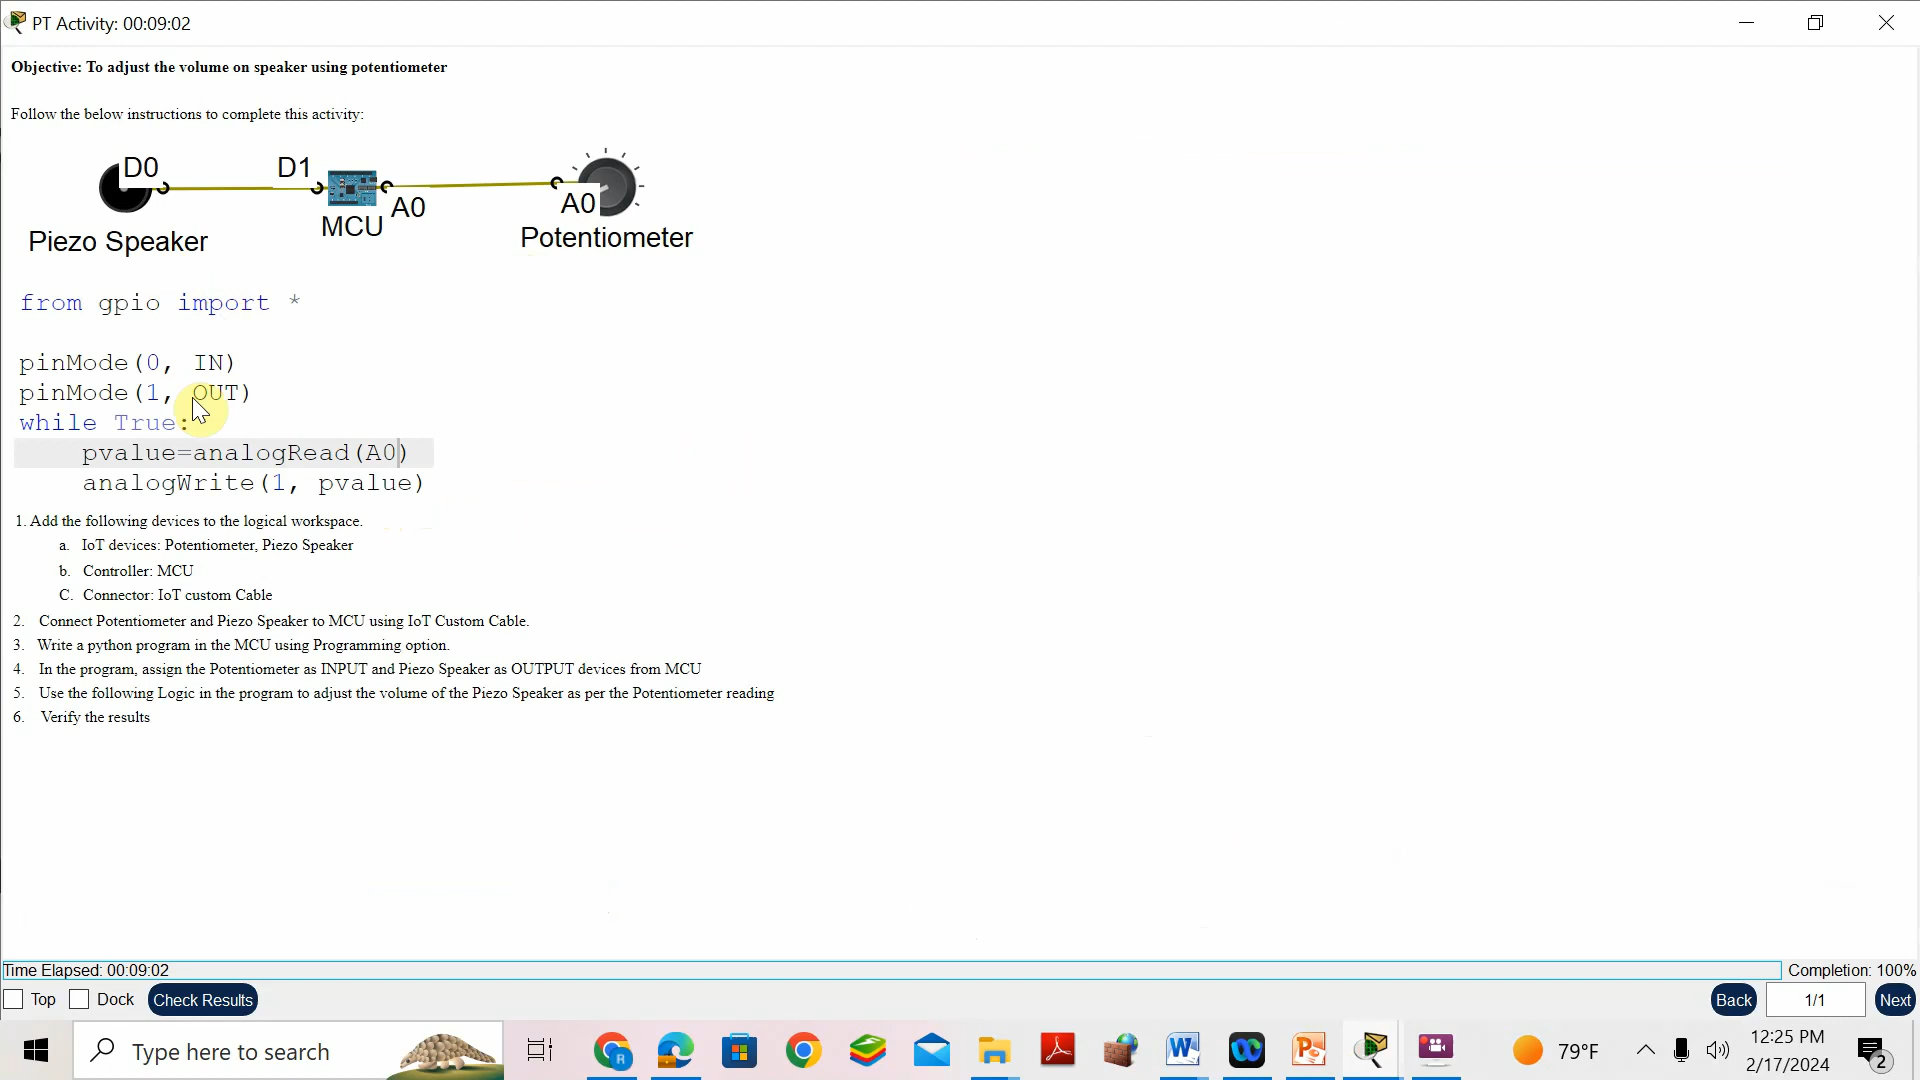 PT Activity: 00:09:02
Objective: To adjust the volume on speaker using potentiometer
Follow the below instructions to complete this activity:
D0
D1
A0
A0
MCU
Piezo Speaker
Potentiometer
from gpio import *
pinMode(0, IN)
pinMode(1, OUT)
while True:
pvalue=analogRead(A0)
analogWrite(1, pvalue)
1. Add the following devices to the logical workspace.
a. IoT devices: Potentiometer, Piezo Speaker
b. Controller: MCU
C. Connector: IoT custom Cable
2. Connect Potentiometer and Piezo Speaker to MCU using IoT Custom Cable.
3. Write a python program in the MCU using Programming option.
4. In the program, assign the Potentiometer as INPUT and Piezo Speaker as OUTPUT devices from MCU
5. Use the following Logic in the program to adjust the volume of the Piezo Speaker as per the Potentiometer reading
6. Verify the results
Time Elapsed: 00:09:02
Completion: 100%
Top
Dock
Check Results
Back
1/1
Next
Type here to search
R
79°F
12:25 PM
2/17/2024
2